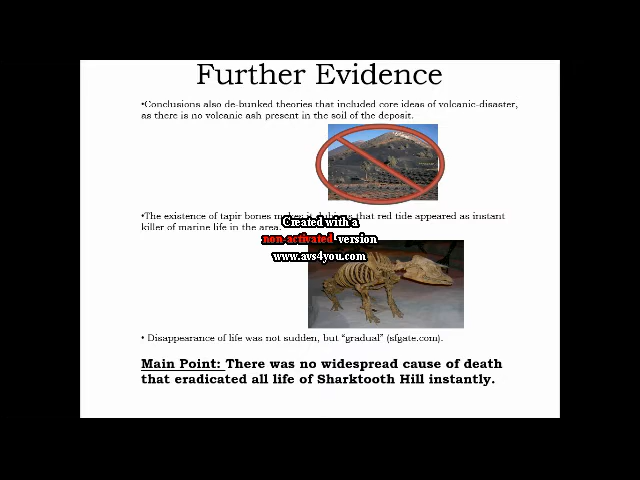 Further Evidence
•Conclusions also de-bunked theories that included core ideas of volcanic-disaster,
as there is no volcanic ash present in the soil of the deposit.
•The existence of tapir bones makes it dubious that red tide appeared as instant
killer of marine life in the area.
Created with a
non-activated version
www.avs4you.com
• Disappearance of life was not sudden, but "gradual" (sfgate.com).
Main Point: There was no widespread cause of death
that eradicated all life of Sharktooth Hill instantly.